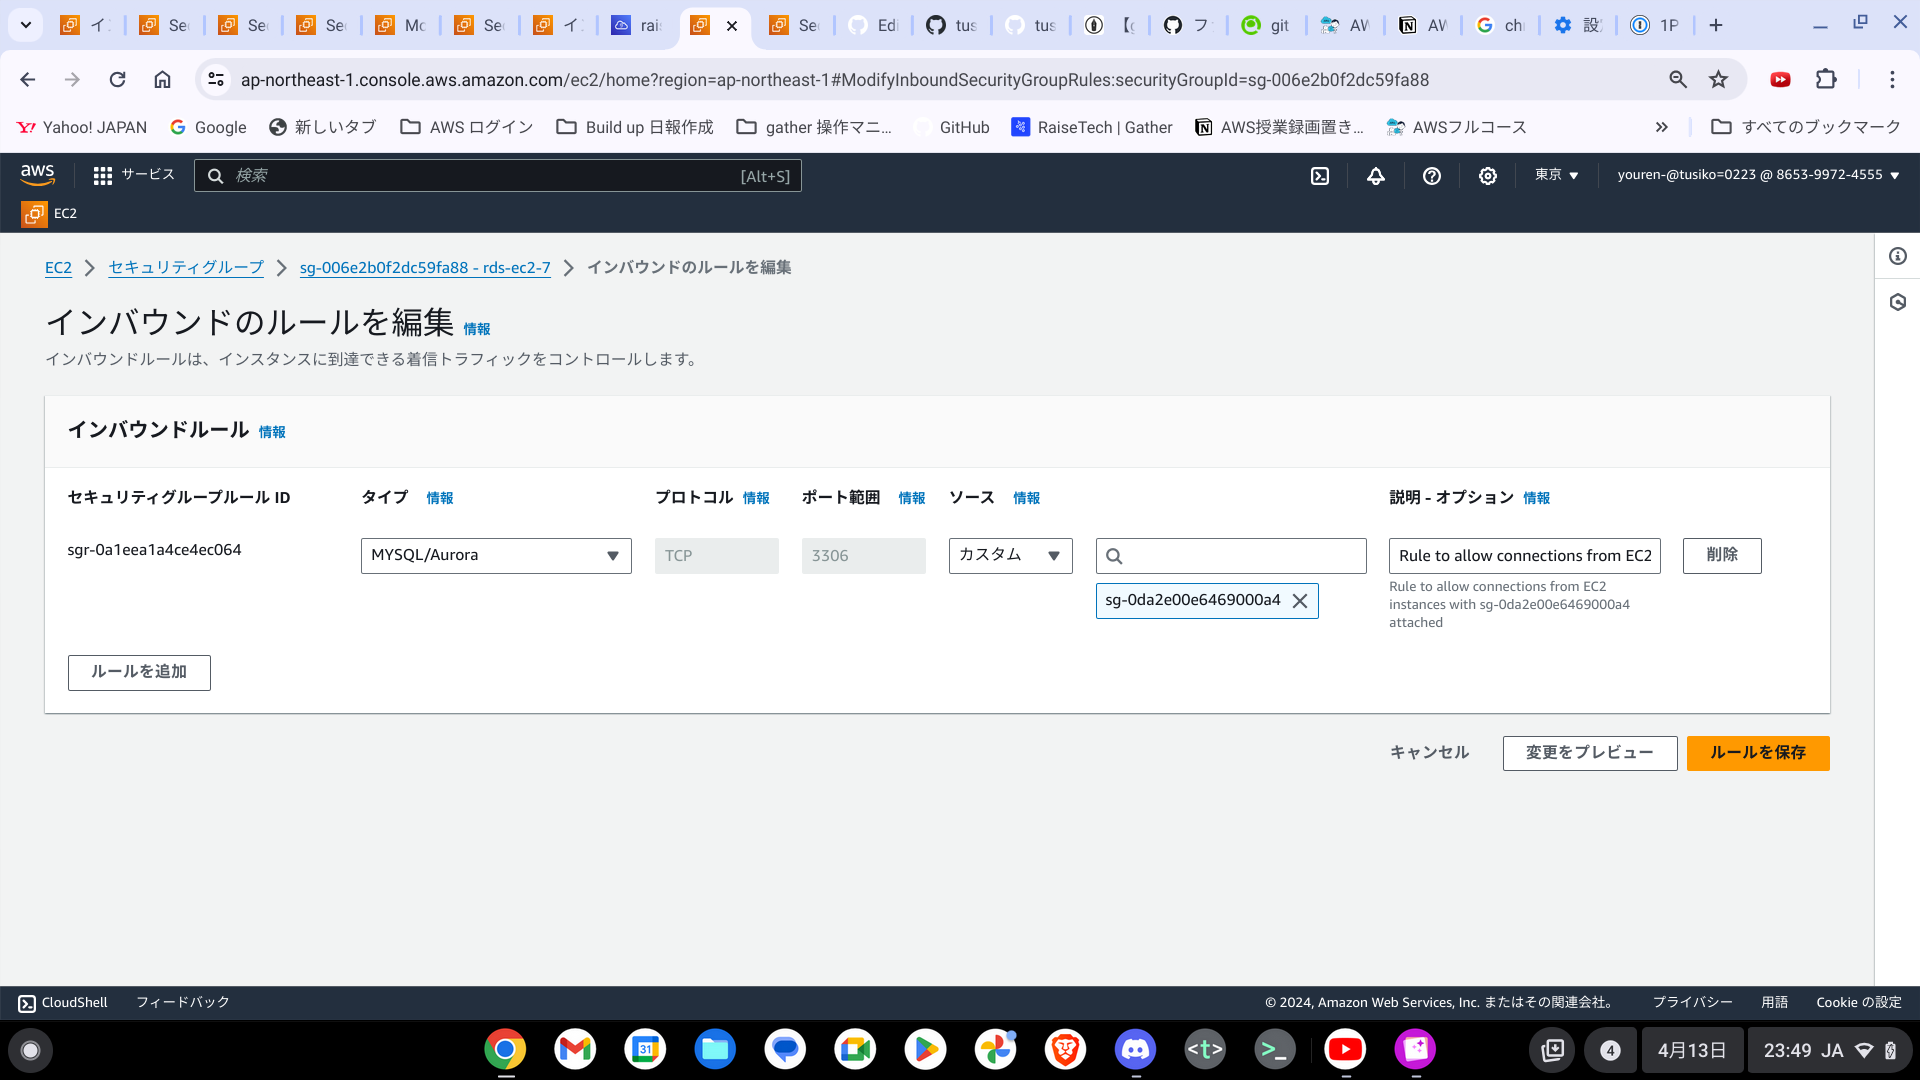 イン Sec Sec Sec Mo Sec イン rais Sec Edi tus tus 【g git AW AW 1P
ap-northeast-1.console.aws.amazon.com/ec2/home?region=ap-northeast-1#ModifyInboundSecurityGroupRules:securityGroupId=sg-006e2b0f2dc59fa88
Yahoo! JAPAN Google 新しいタブ AWS ログイン Build up 日報作成 gather 操作マニ... GitHub RaiseTech | Gather AWS授業録画置き... AWSフルコース » すべてのブックマーク
aws サービス 検索 [Alt+S] 東京 youren-@tusiko=0223 @ 8653-9972-4555
EC2
EC2 セキュリティグループ sg-006e2b0f2dc59fa88 - rds-ec2-7 インバウンドのルールを編集
インバウンドのルールを編集 情報
インバウンドルールは、インスタンスに到達できる着信トラフィックをコントロールします。
インバウンドルール 情報
セキュリティグループルール ID タイプ 情報 プロトコル 情報 ポート範囲 情報 ソース 情報 説明 - オプション 情報
sgr-0a1eea1a4ce4ec064 MYSQL/Aurora TCP 3306 カスタム Rule to allow connections from EC2 削除
sg-0da2e00e6469000a4
Rule to allow connections from EC2
instances with sg-0da2e00e6469000a4
attached
ルールを追加
キャンセル 変更をプレビュー ルールを保存
CloudShell フィードバック © 2024, Amazon Web Services, Inc. またはその関連会社。 プライバシー 用語 Cookie の設定
31 <t> >_ 4 4月13日 23:49 JA